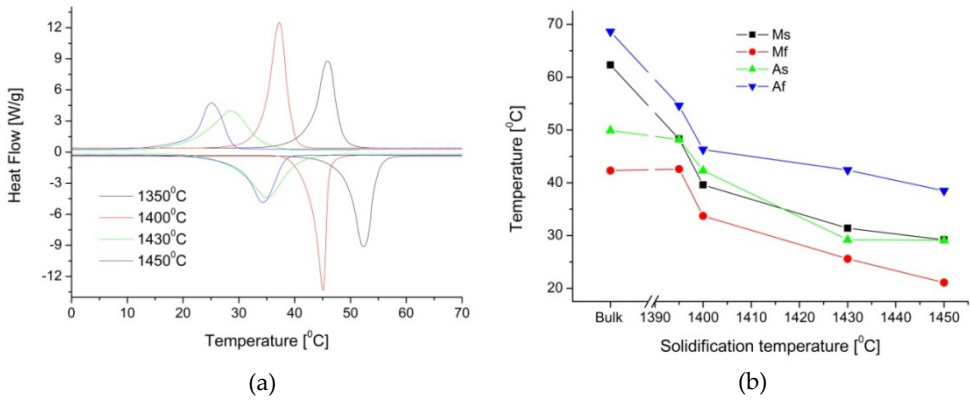 Heat Flow [W/g]
12
9
6
3
0
-3
-6
-9
-12
1350⁰C
1400⁰C
1430⁰C
1450⁰C
0 10 20 30 40 50 60 70
Temperature [⁰C]
(a)
Temperature [⁰C]
70
60
50
40
30
20
Ms
Mf
As
Af
Bulk 1390 1400 1410 1420 1430 1440 1450
Solidification temperature [⁰C]
(b)